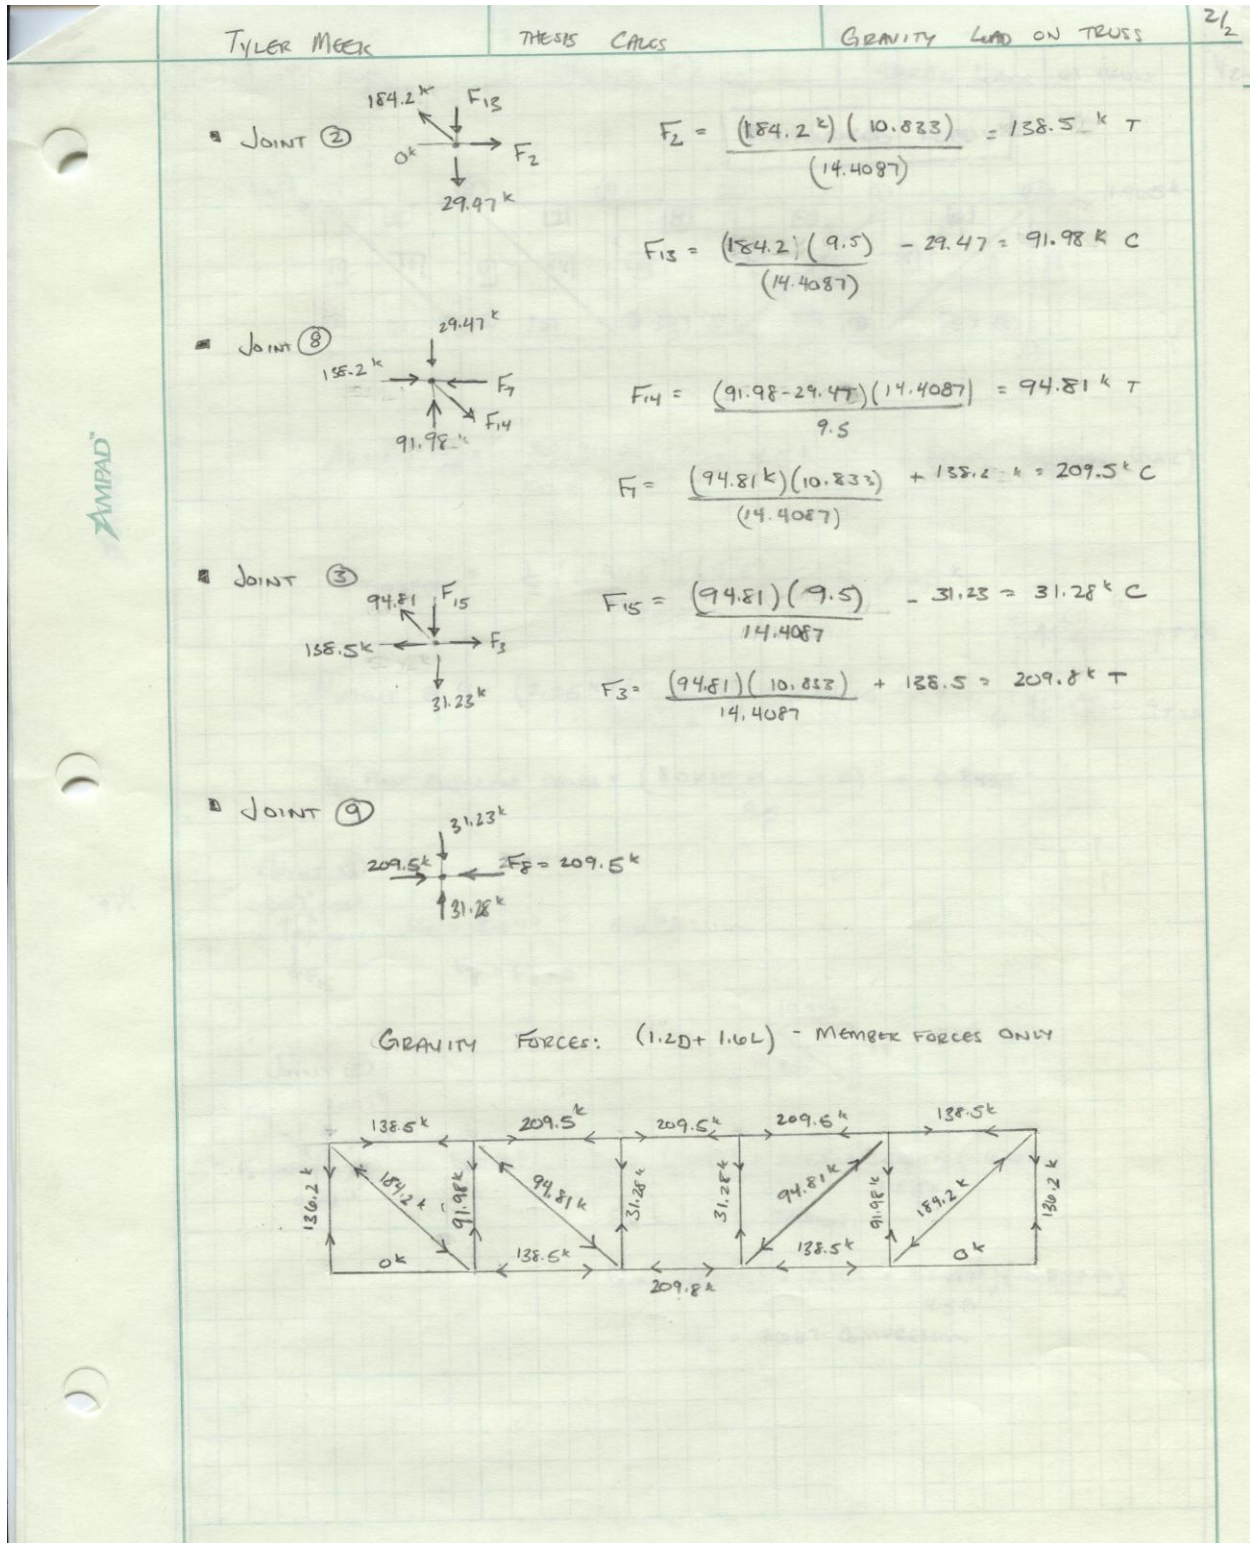 2/2
TYLER MEEK THESIS CALCS GRAVITY LOAD ON TRUSS
184.2k F13
▪ JOINT ② 0k F2
29.47k
F2 = (184.2k)(10.833) = 138.5k T
(14.4087)
F13 = (184.2)(9.5) - 29.47 = 91.98k C
(14.4087)
29.47k
▪ JOINT ⑧
138.2k F7
F14
91.98k
F14 = (91.98-29.47)(14.4087) = 94.81k T
9.5
F7 = (94.81k)(10.833) + 138.2k = 209.5k C
(14.4087)
AMPAD™
▪ JOINT ③
94.81 F15
138.5k F3
31.23k
F15 = (94.81)(9.5) - 31.23 = 31.28k C
14.4087
F3 = (94.81)(10.833) + 138.5 = 209.8k T
14.4087
▪ JOINT ⑨
31.23k
209.5k F8 = 209.5k
31.28k
GRAVITY FORCES: (1.2D+ 1.6L) - MEMBER FORCES ONLY
138.5k 209.5k 209.5k 209.5k 138.5k
136.2k 184.2k 91.98k 94.81k 31.28k 31.28k 94.81k 91.98k 184.2k 136.2k
0k 138.5k 138.5k 0k
209.8k